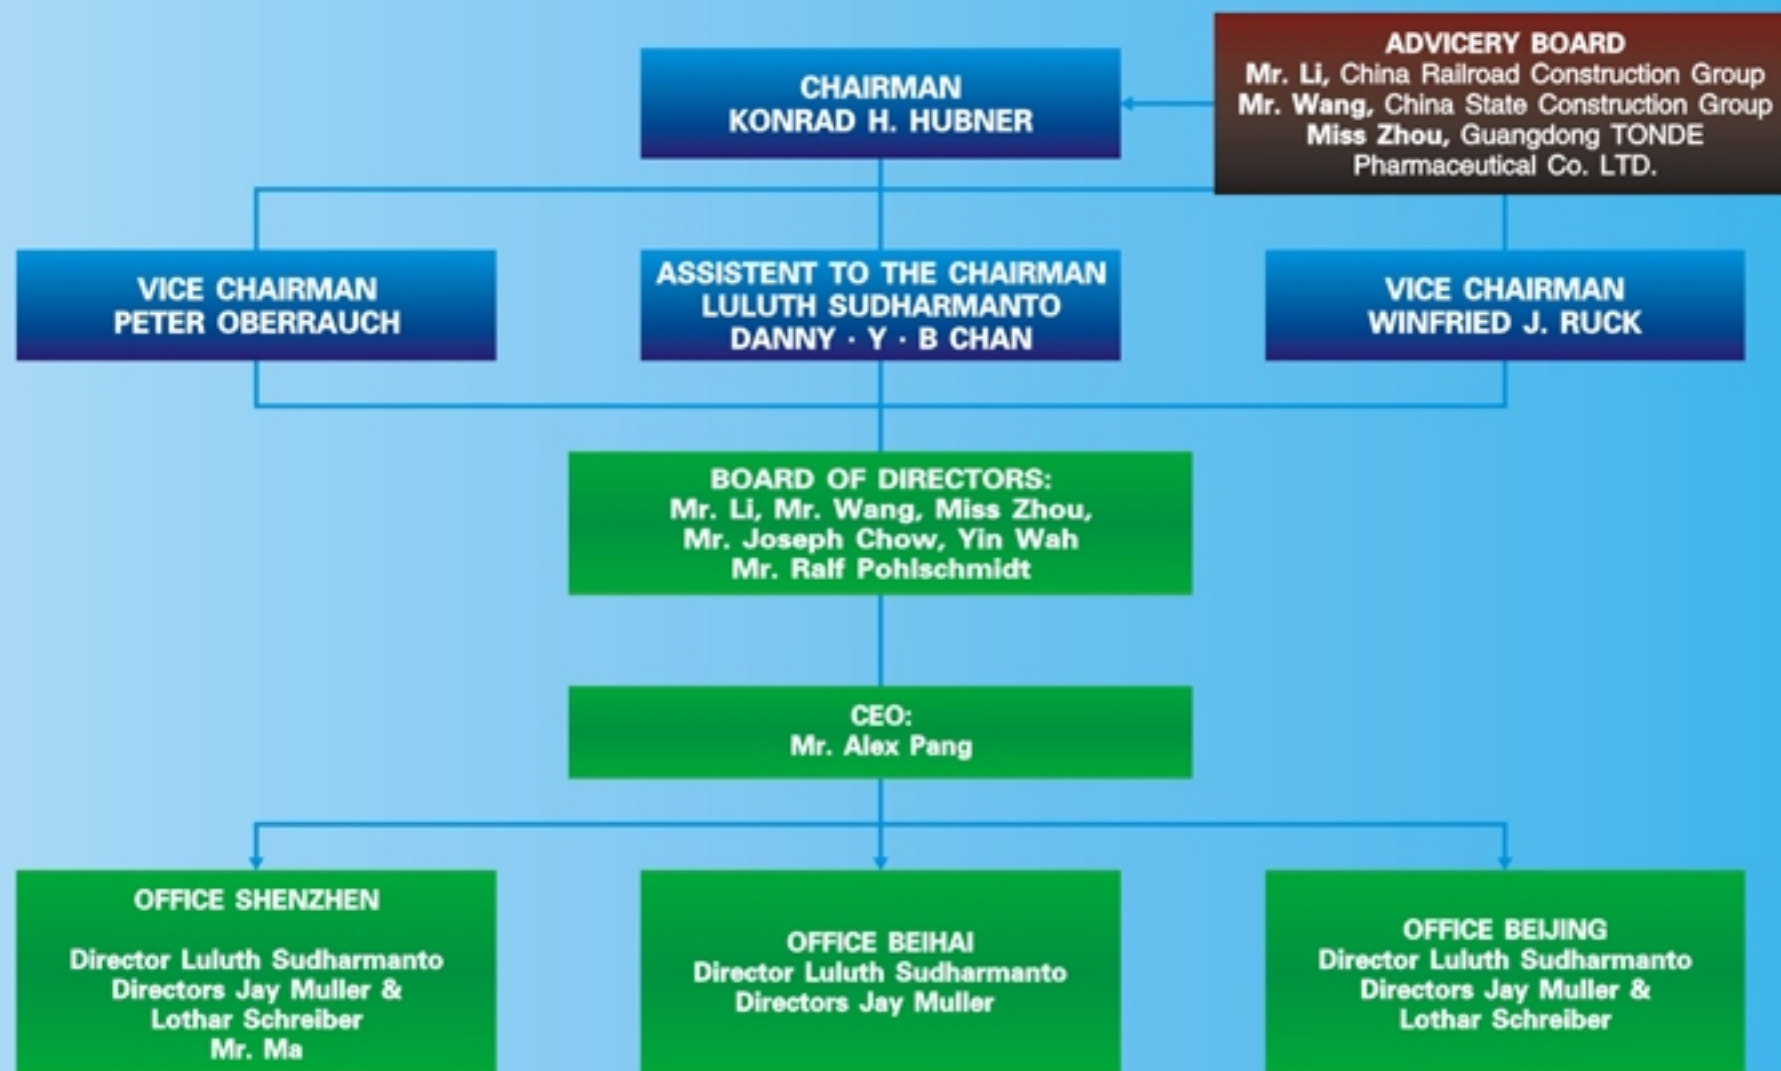 CHAIRMAN
KONRAD H. HUBNER
ADVICERY BOARD
Mr. Li, China Railroad Construction Group
Mr. Wang, China State Construction Group
Miss Zhou, Guangdong TONDE
Pharmaceutical Co. LTD.
VICE CHAIRMAN
PETER OBERRAUCH
ASSISTENT TO THE CHAIRMAN
LULUTH SUDHARMANTO
DANNY · Y · B CHAN
VICE CHAIRMAN
WINFRIED J. RUCK
BOARD OF DIRECTORS:
Mr. Li, Mr. Wang, Miss Zhou,
Mr. Joseph Chow, Yin Wah
Mr. Ralf Pohlschmidt
CEO:
Mr. Alex Pang
OFFICE SHENZHEN
Director Luluth Sudharmanto
Directors Jay Muller &
Lothar Schreiber
Mr. Ma
OFFICE BEIHAI
Director Luluth Sudharmanto
Directors Jay Muller
OFFICE BEIJING
Director Luluth Sudharmanto
Directors Jay Muller &
Lothar Schreiber